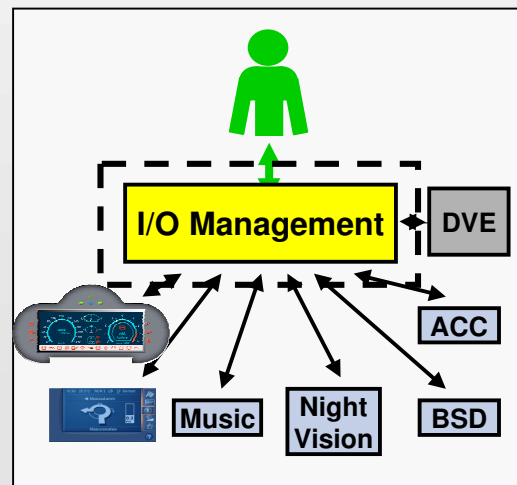 I/O Management
DVE
ACC
Music
Night
Vision
BSD